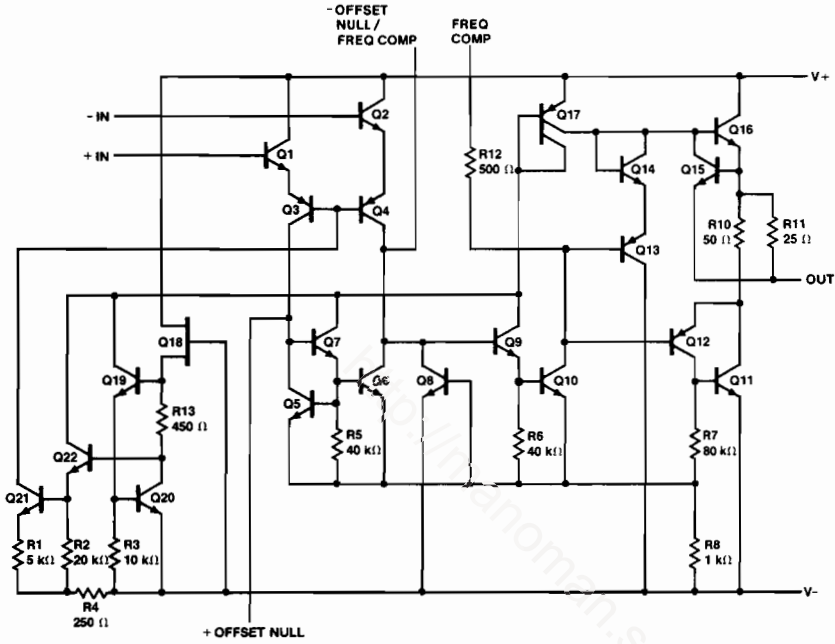 - OFFSET
NULL /
FREQ COMP
FREQ
COMP
V+
- IN
Q2
Q17
Q16
+ IN
Q1
R12
500 Ω
Q14
Q15
Q3
Q4
R10
50 Ω
R11
25 Ω
Q13
OUT
Q18
Q7
Q9
Q12
Q19
Q6
Q8
Q10
Q11
R13
450 Ω
Q5
R5
40 kΩ
R6
40 kΩ
R7
80 kΩ
Q22
Q21
Q20
R1
5 kΩ
R2
20 kΩ
R3
10 kΩ
R8
1 kΩ
V-
R4
250 Ω
+ OFFSET NULL
http://manoman.s